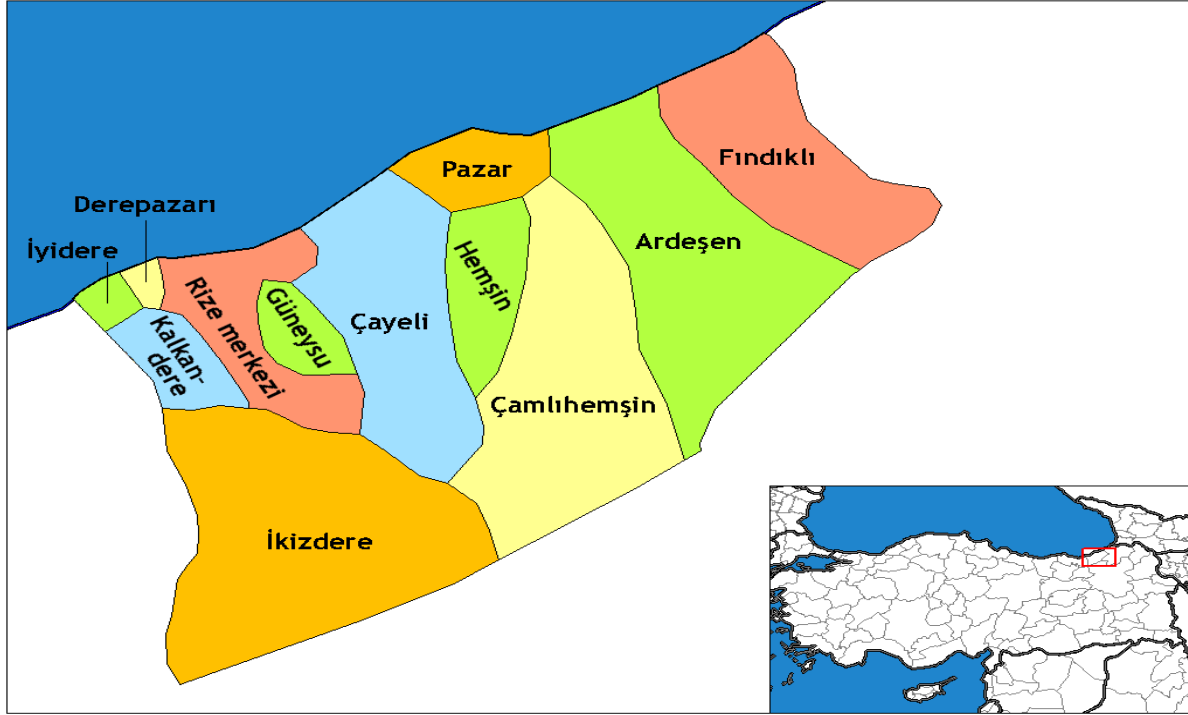 Pazar
Fındıklı
Derepazarı
İyidere
Ardeşen
Hemşin
Rize merkezi
Güneysu
Çayeli
Kalkan-
dere
Çamlıhemşin
İkizdere